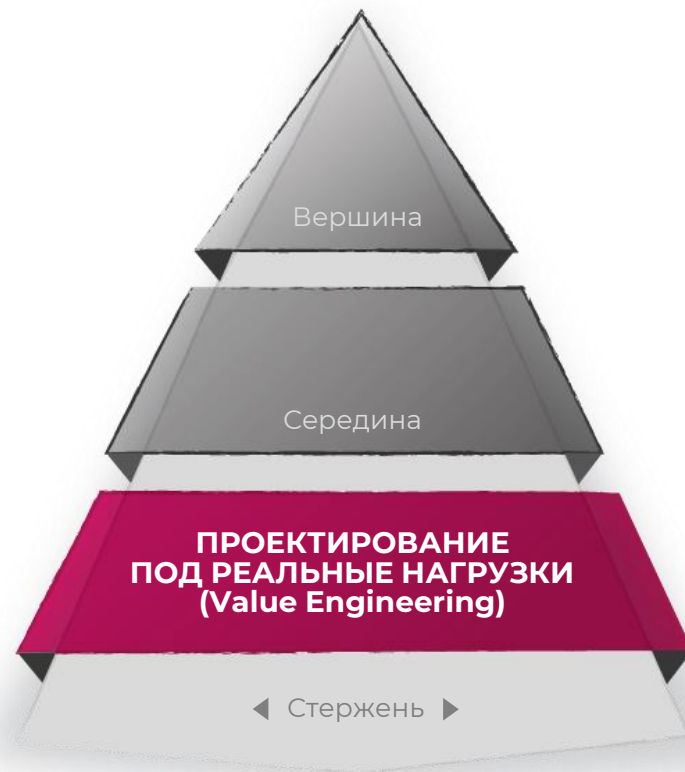 Вершина
Середина
ПРОЕКТИРОВАНИЕ
ПОД РЕАЛЬНЫЕ НАГРУЗКИ
(Value Engineering)
Стержень